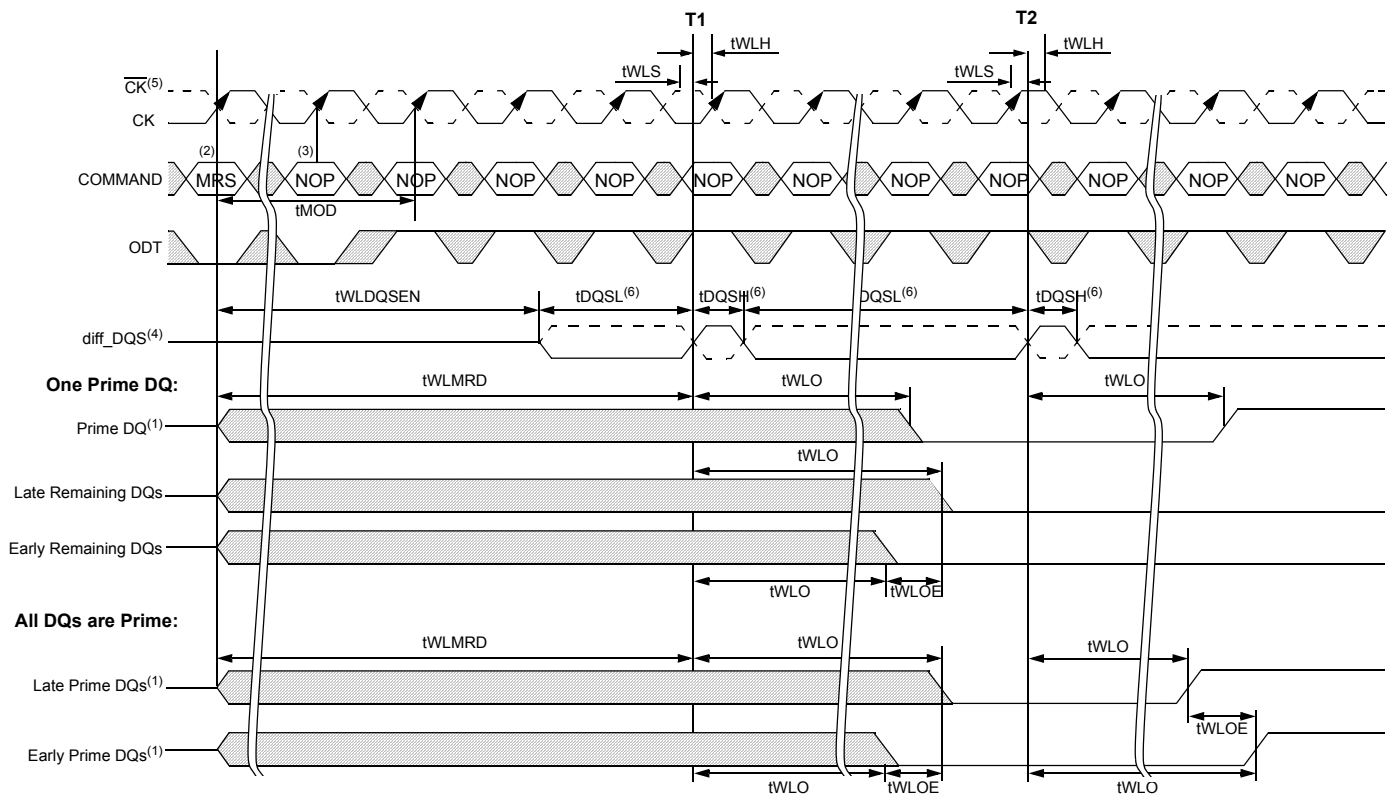 T1 T2
tWLH tWLH
tWLS tWLS
CK(5)
CK
(2) (3)
COMMAND MRS NOP NOP NOP NOP NOP NOP NOP NOP NOP NOP NOP
tMOD
ODT
tWLDQSEN tDQSL(6) tDQSH(6) DQSL(6) tDQSH(6)
diff_DQS(4)
One Prime DQ: tWLMRD tWLO tWLO
Prime DQ(1)
tWLO
Late Remaining DQs
Early Remaining DQs
tWLO tWLOE
All DQs are Prime:
tWLMRD tWLO tWLO
Late Prime DQs(1)
tWLOE
Early Prime DQs(1)
tWLO tWLOE tWLO